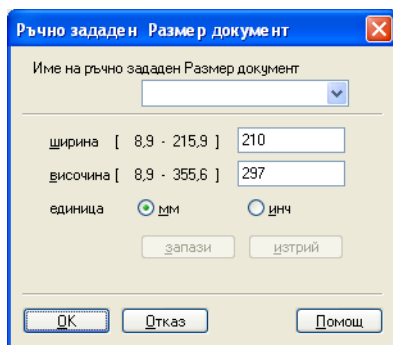 Ръчно зададен Размер документ
Име на ръчно зададен Размер документ
ширина [ 8,9 - 215,9 ] 210
височина [ 8,9 - 355,6 ] 297
единица мм инч
запази изтрий
OK Отказ Помощ